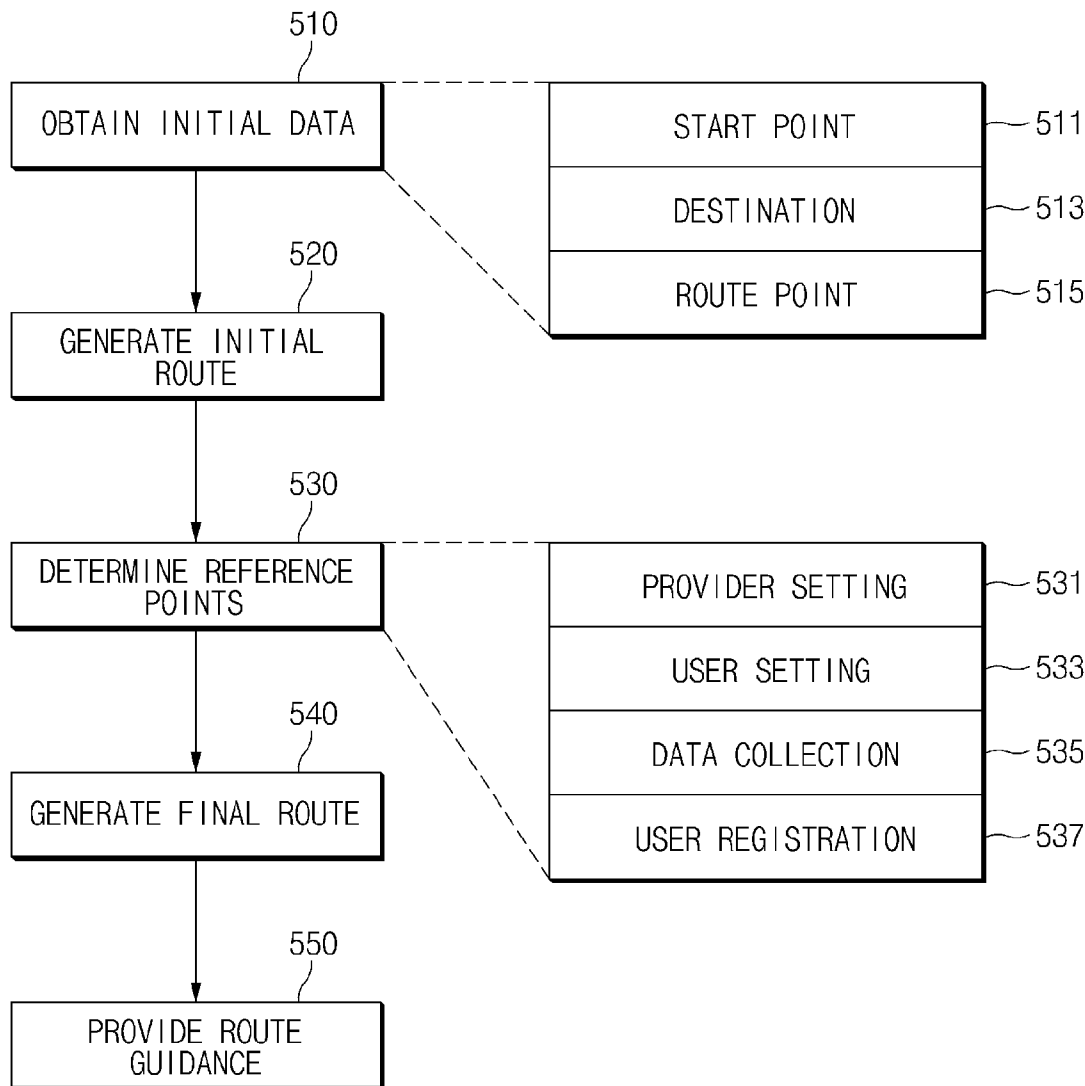 510
OBTAIN INITIAL DATA
START POINT
511
DESTINATION
513
ROUTE POINT
515
520
GENERATE INITIAL
ROUTE
530
DETERMINE REFERENCE
POINTS
PROVIDER SETTING
531
USER SETTING
533
DATA COLLECTION
535
USER REGISTRATION
537
540
GENERATE FINAL ROUTE
550
PROVIDE ROUTE
GUIDANCE